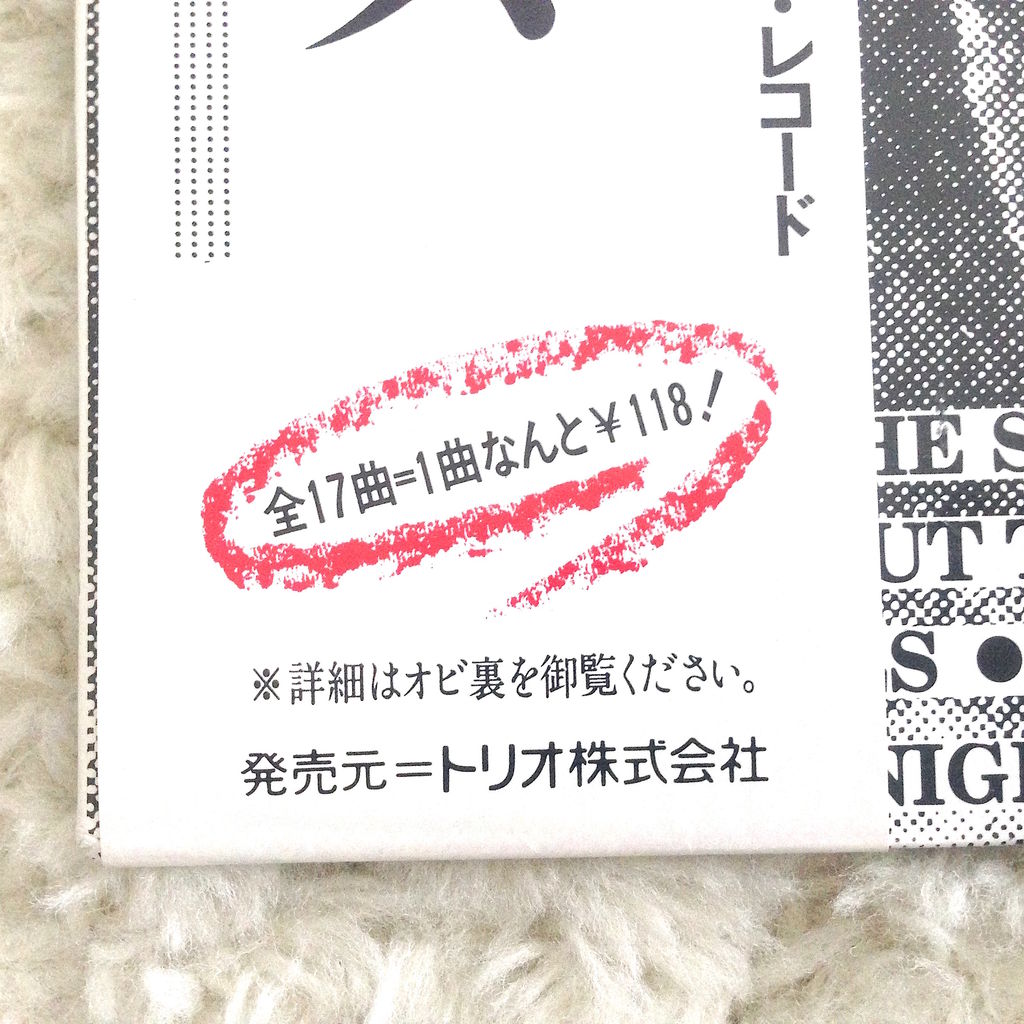 ・レコード
全17曲=1曲なんと¥118!
※詳細はオビ裏を御覧ください。
発売元=トリオ株式会社
HE S
UT T
S ●
NIGH